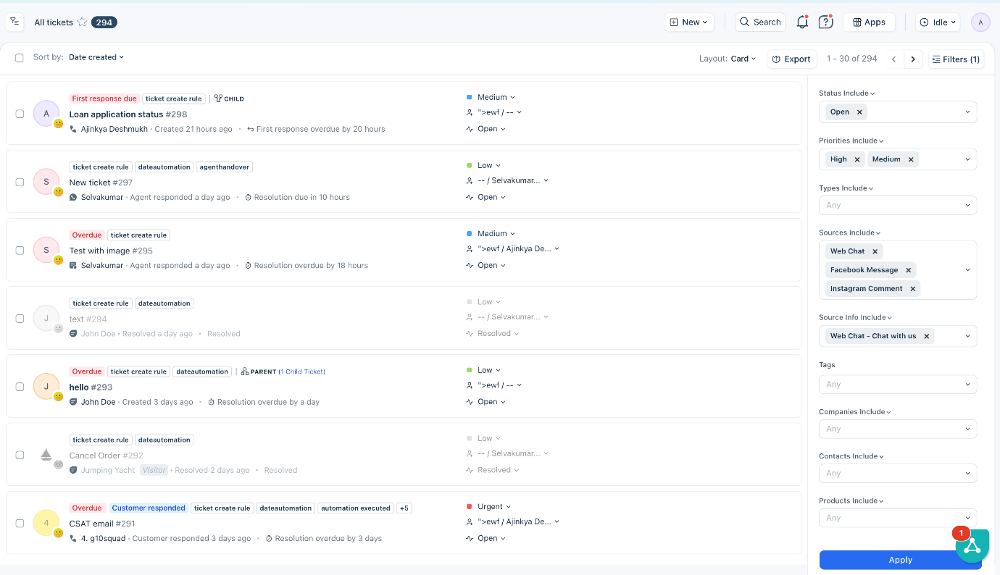 All tickets 294 New Search Apps Idle A
Sort by: Date created Layout: Card Export 1 - 30 of 294 Filters (1)
First response due ticket create rule CHILD
A Loan application status #298
Ajinkya Deshmukh · Created 21 hours ago · First response overdue by 20 hours
Medium
">ewf / --
Open
ticket create rule dateautomation agenthandover
S New ticket #297
Selvakumar · Agent responded a day ago · Resolution due in 10 hours
Low
-- / Selvakumar...
Open
Overdue ticket create rule
S Test with image #295
Selvakumar · Agent responded a day ago · Resolution overdue by 18 hours
Medium
">ewf / Ajinkya De...
Open
ticket create rule dateautomation
J text #294
John Doe · Resolved a day ago · Resolved
Low
-- / Selvakumar...
Resolved
Overdue ticket create rule dateautomation | PARENT (1 Child Ticket)
J hello #293
John Doe · Created 3 days ago · Resolution overdue by a day
Low
">ewf / --
Open
ticket create rule dateautomation
Cancel Order #292
Jumping Yacht Visitor · Resolved 2 days ago · Resolved
Low
-- / Selvakumar...
Resolved
Overdue Customer responded ticket create rule dateautomation automation executed +5
4 CSAT email #291
4. g10squad · Customer responded 3 days ago · Resolution overdue by 3 days
Urgent
">ewf / Ajinkya De...
Open
Status Include
Open
Priorities Include
High Medium
Types Include
Any
Sources Include
Web Chat
Facebook Message
Instagram Comment
Source Info Include
Web Chat - Chat with us
Tags
Any
Companies Include
Any
Contacts Include
Any
Products Include
Any
1
Apply